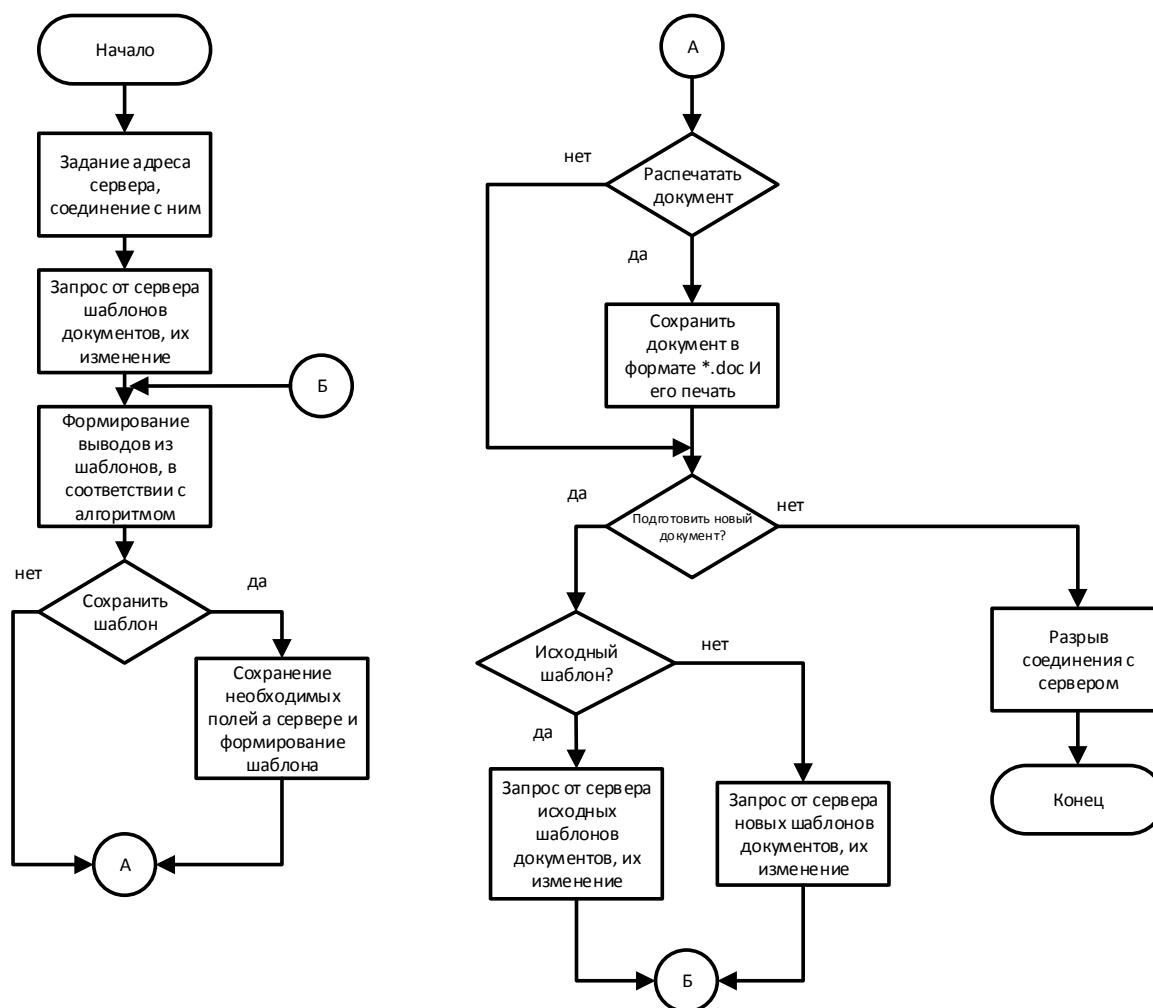 Начало
Задание адреса
сервера,
соединение с ним
Запрос от сервера
шаблонов
документов, их
изменение
Б
Формирование
выводов из
шаблонов, в
соответствии с
алгоритмом
нет
да
Сохранить
шаблон
Сохранение
необходимых
полей а сервере и
формирование
шаблона
А
А
нет
Распечатать
документ
да
Сохранить
документ в
формате *.doc И
его печать
да
нет
Подготовить новый
документ?
Исходный
шаблон?
нет
да
Запрос от сервера
исходных
шаблонов
документов, их
изменение
Запрос от сервера
новых шаблонов
документов, их
изменение
Б
Разрыв
соединения с
сервером
Конец